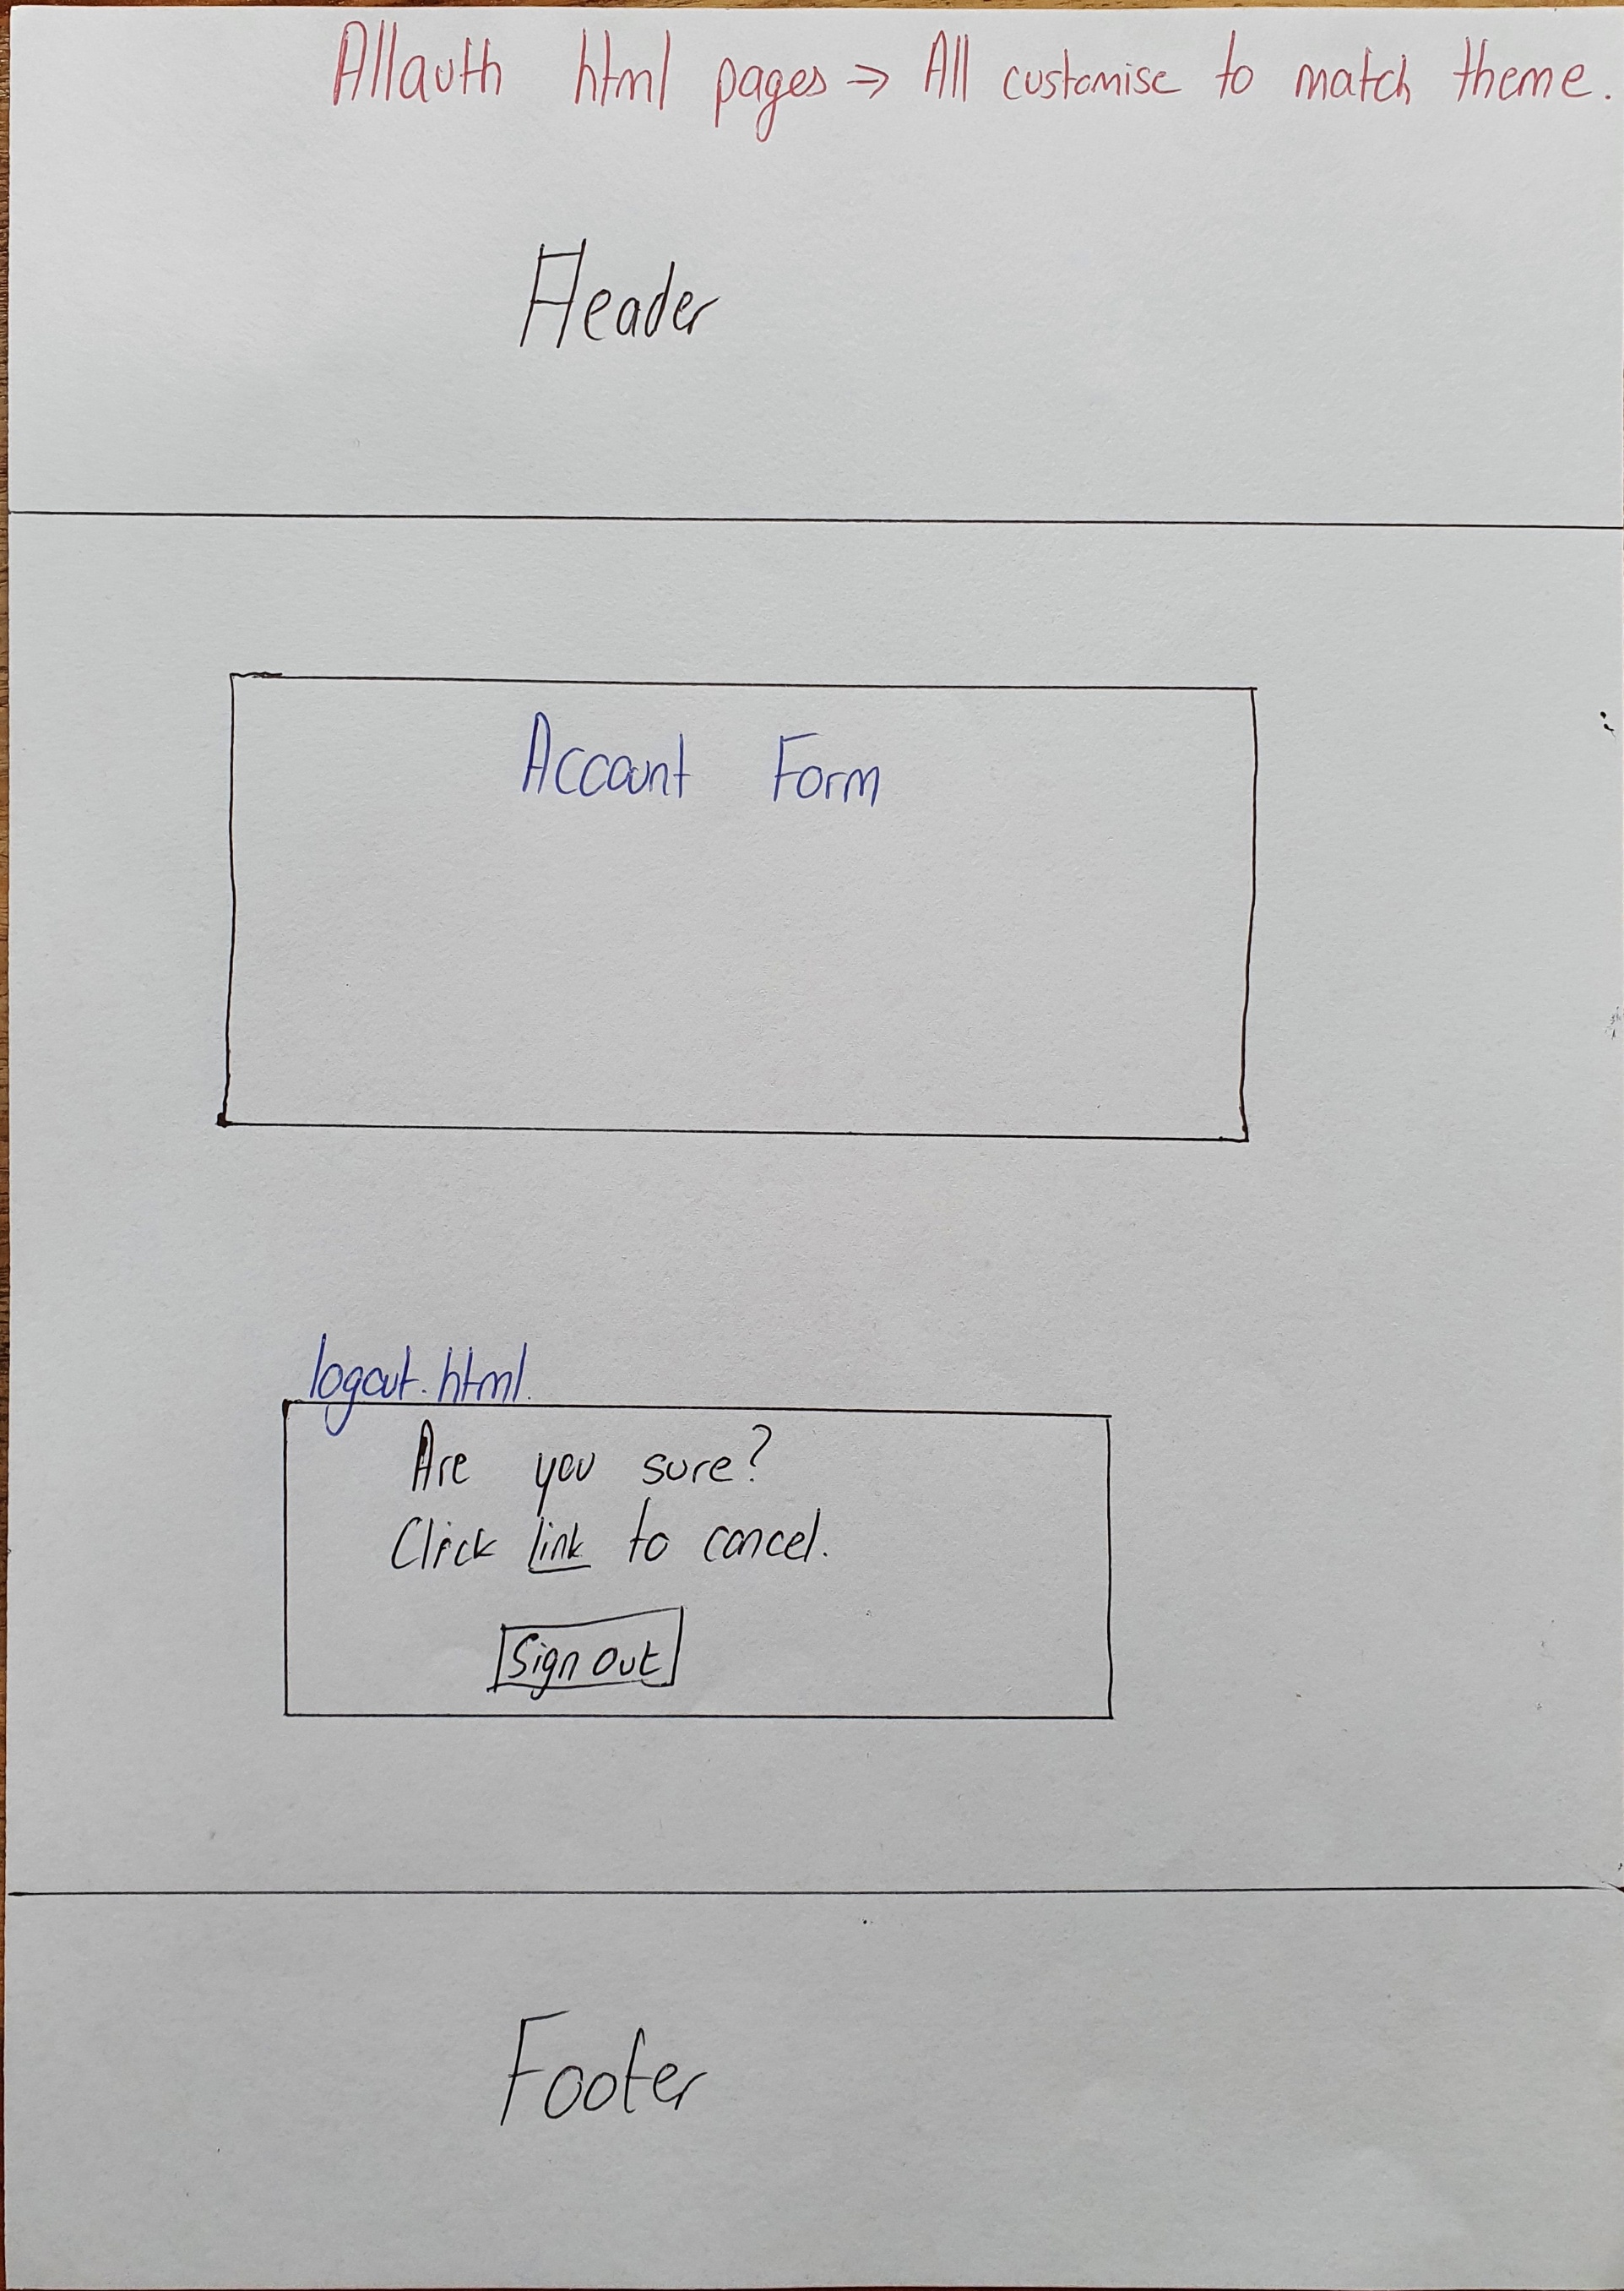 Allauth html pages => All customise to match theme.
Header
Account Form
logout.html.
Are you sure?
Click link to cancel.
Sign Out
Footer